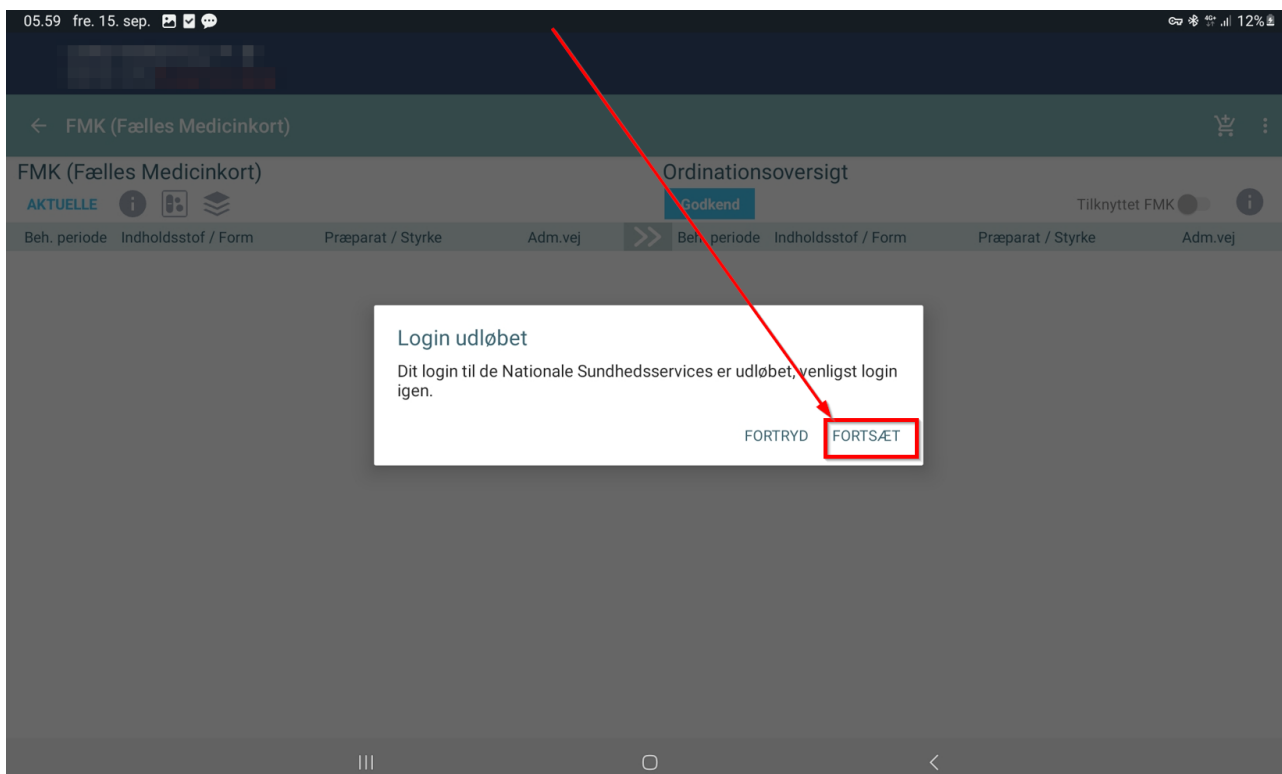 05.59 fre. 15. sep. 12%
FMK (Fælles Medicinkort)
FMK (Fælles Medicinkort) Ordinationsoversigt
AKTUELLE Godkend Tilknyttet FMK
Beh. periode Indholdsstof / Form Præparat / Styrke Adm.vej Beh. periode Indholdsstof / Form Præparat / Styrke Adm.vej
Login udløbet
Dit login til de Nationale Sundhedsservices er udløbet, venligst login
igen.
FORTRYD FORTSÆT